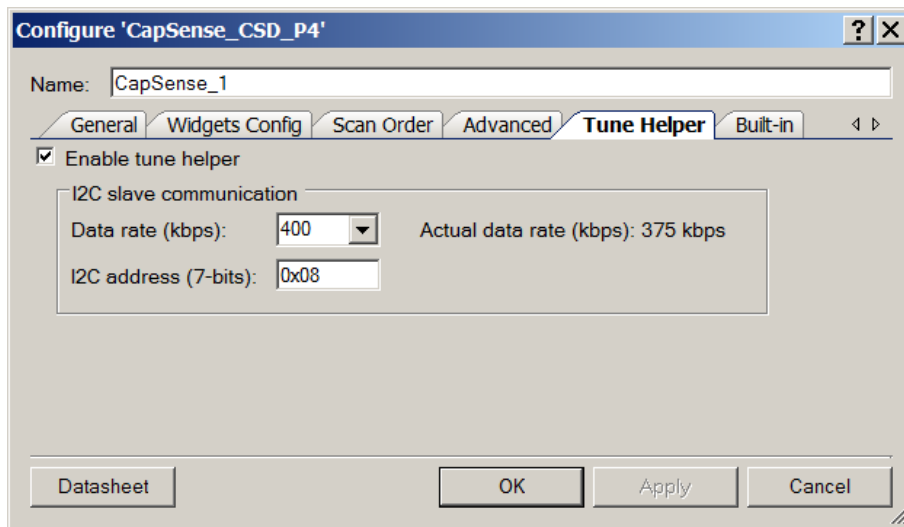 Configure 'CapSense_CSD_P4'
?
Name: CapSense_1
General Widgets Config Scan Order Advanced Tune Helper Built-in
Enable tune helper
I2C slave communication
Data rate (kbps): 400 Actual data rate (kbps): 375 kbps
I2C address (7-bits): 0x08
Datasheet OK Apply Cancel